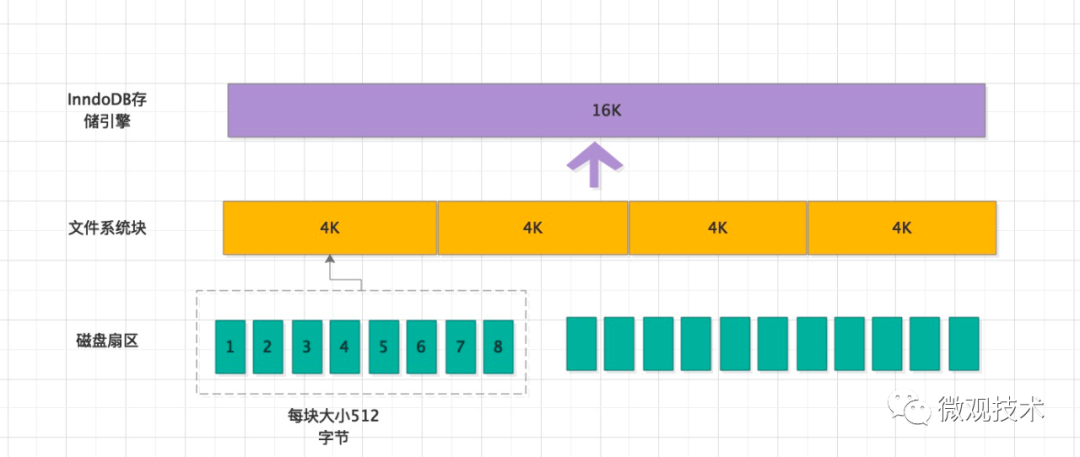 InndoDB存
储引擎
16K
文件系统块
4K 4K 4K 4K
磁盘扇区
1 2 3 4 5 6 7 8
每块大小512
字节
微观技术